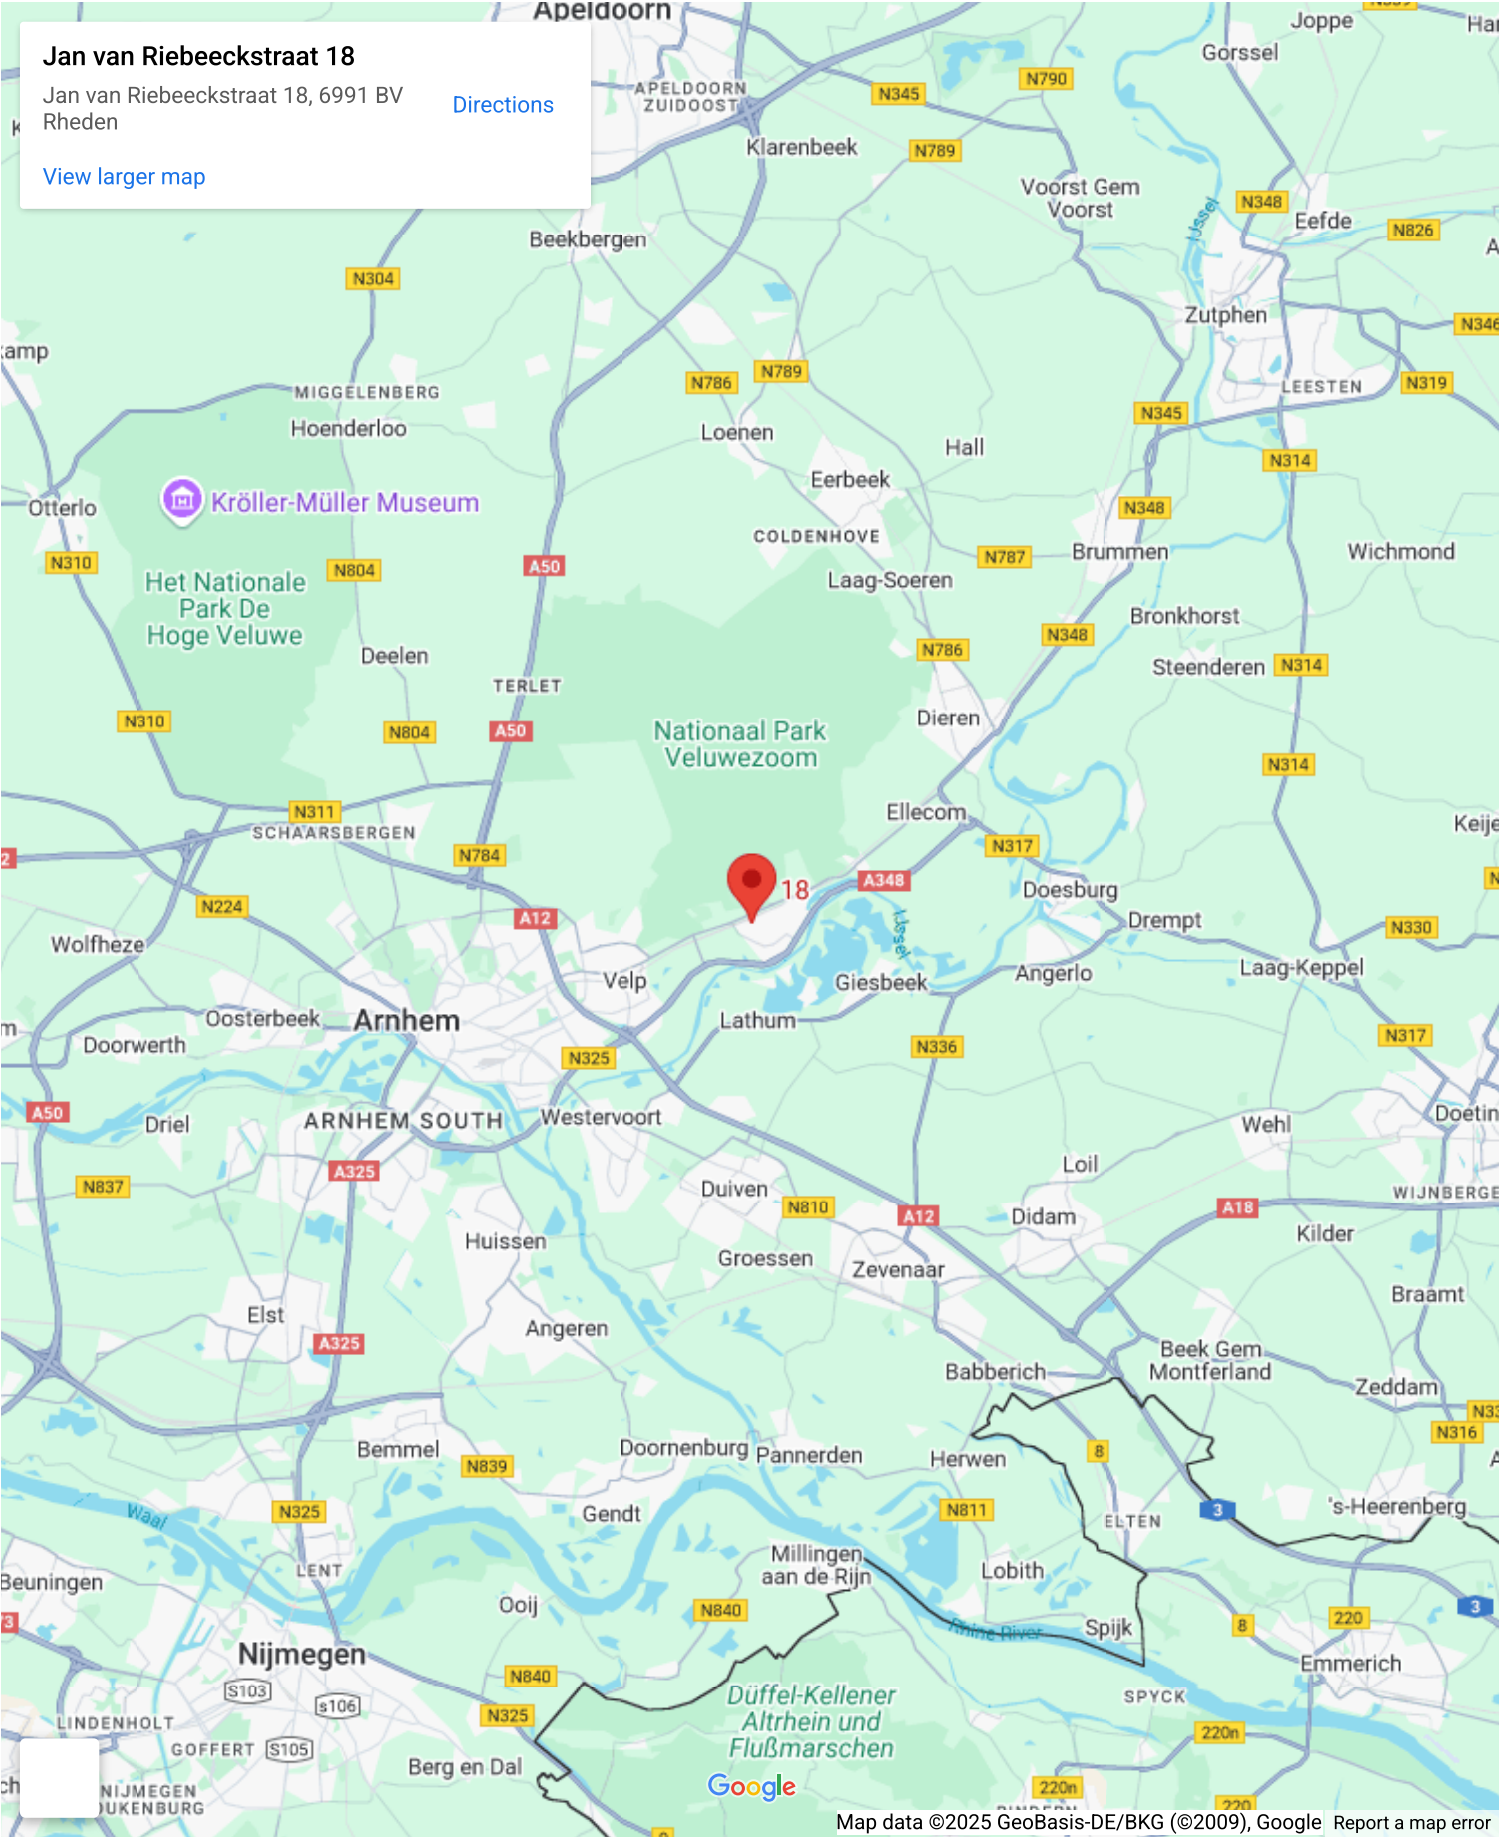 Apeldoorn
Joppe
Gorssel
Jan van Riebeeckstraat 18
Jan van Riebeeckstraat 18, 6991 BV
Rheden
Directions
View larger map
APELDOORN
ZUIDOOST
N345
N790
Klarenbeek
N789
Voorst Gem
Voorst
IJssel
N348
Eefde
N826
Beekbergen
N304
Zutphen
N346
MIGGELENBERG
N786
N789
LEESTEN
N319
Hoenderloo
Loenen
N345
Hall
N314
Eerbeek
Kröller-Müller Museum
Otterlo
N348
COLDENHOVE
N310
N804
A50
N787
Brummen
Wichmond
Het Nationale
Park De
Hoge Veluwe
Laag-Soeren
Bronkhorst
N348
Deelen
N786
Steenderen
N314
TERLET
N310
N804
A50
Nationaal Park
Veluwezoom
Dieren
N314
N311
SCHAARSBERGEN
Ellecom
N784
N317
18
A348
Doesburg
N224
A12
IJssel
Drempt
N330
Wolfheze
Velp
Giesbeek
Angerlo
Laag-Keppel
Oosterbeek
Arnhem
Lathum
Doorwerth
N325
N336
N317
A50
Driel
ARNHEM SOUTH
Westervoort
Wehl
A325
Loil
N837
Duiven
N810
A12
Didam
A18
Kilder
Huissen
Groessen
Zevenaar
Elst
Angeren
Braamt
A325
Babberich
Beek Gem
Montferland
Zeddam
Bemmel
Doornenburg
Pannerden
Herwen
8
N316
N839
Waal
N325
Gendt
N811
3
's-Heerenberg
ELTEN
LENT
Millingen
aan de Rijn
Lobith
Beuningen
Ooij
N840
Rhine River
Spijk
8
220
3
Nijmegen
Emmerich
S103
s106
N840
N325
Düffel-Kellener
Altrhein und
Flußmarschen
SPYCK
LINDENHOLT
GOFFERT
S105
220n
Berg en Dal
Google
220n
NIJMEGEN
220
Map data ©2025 GeoBasis-DE/BKG (©2009), Google
Report a map error